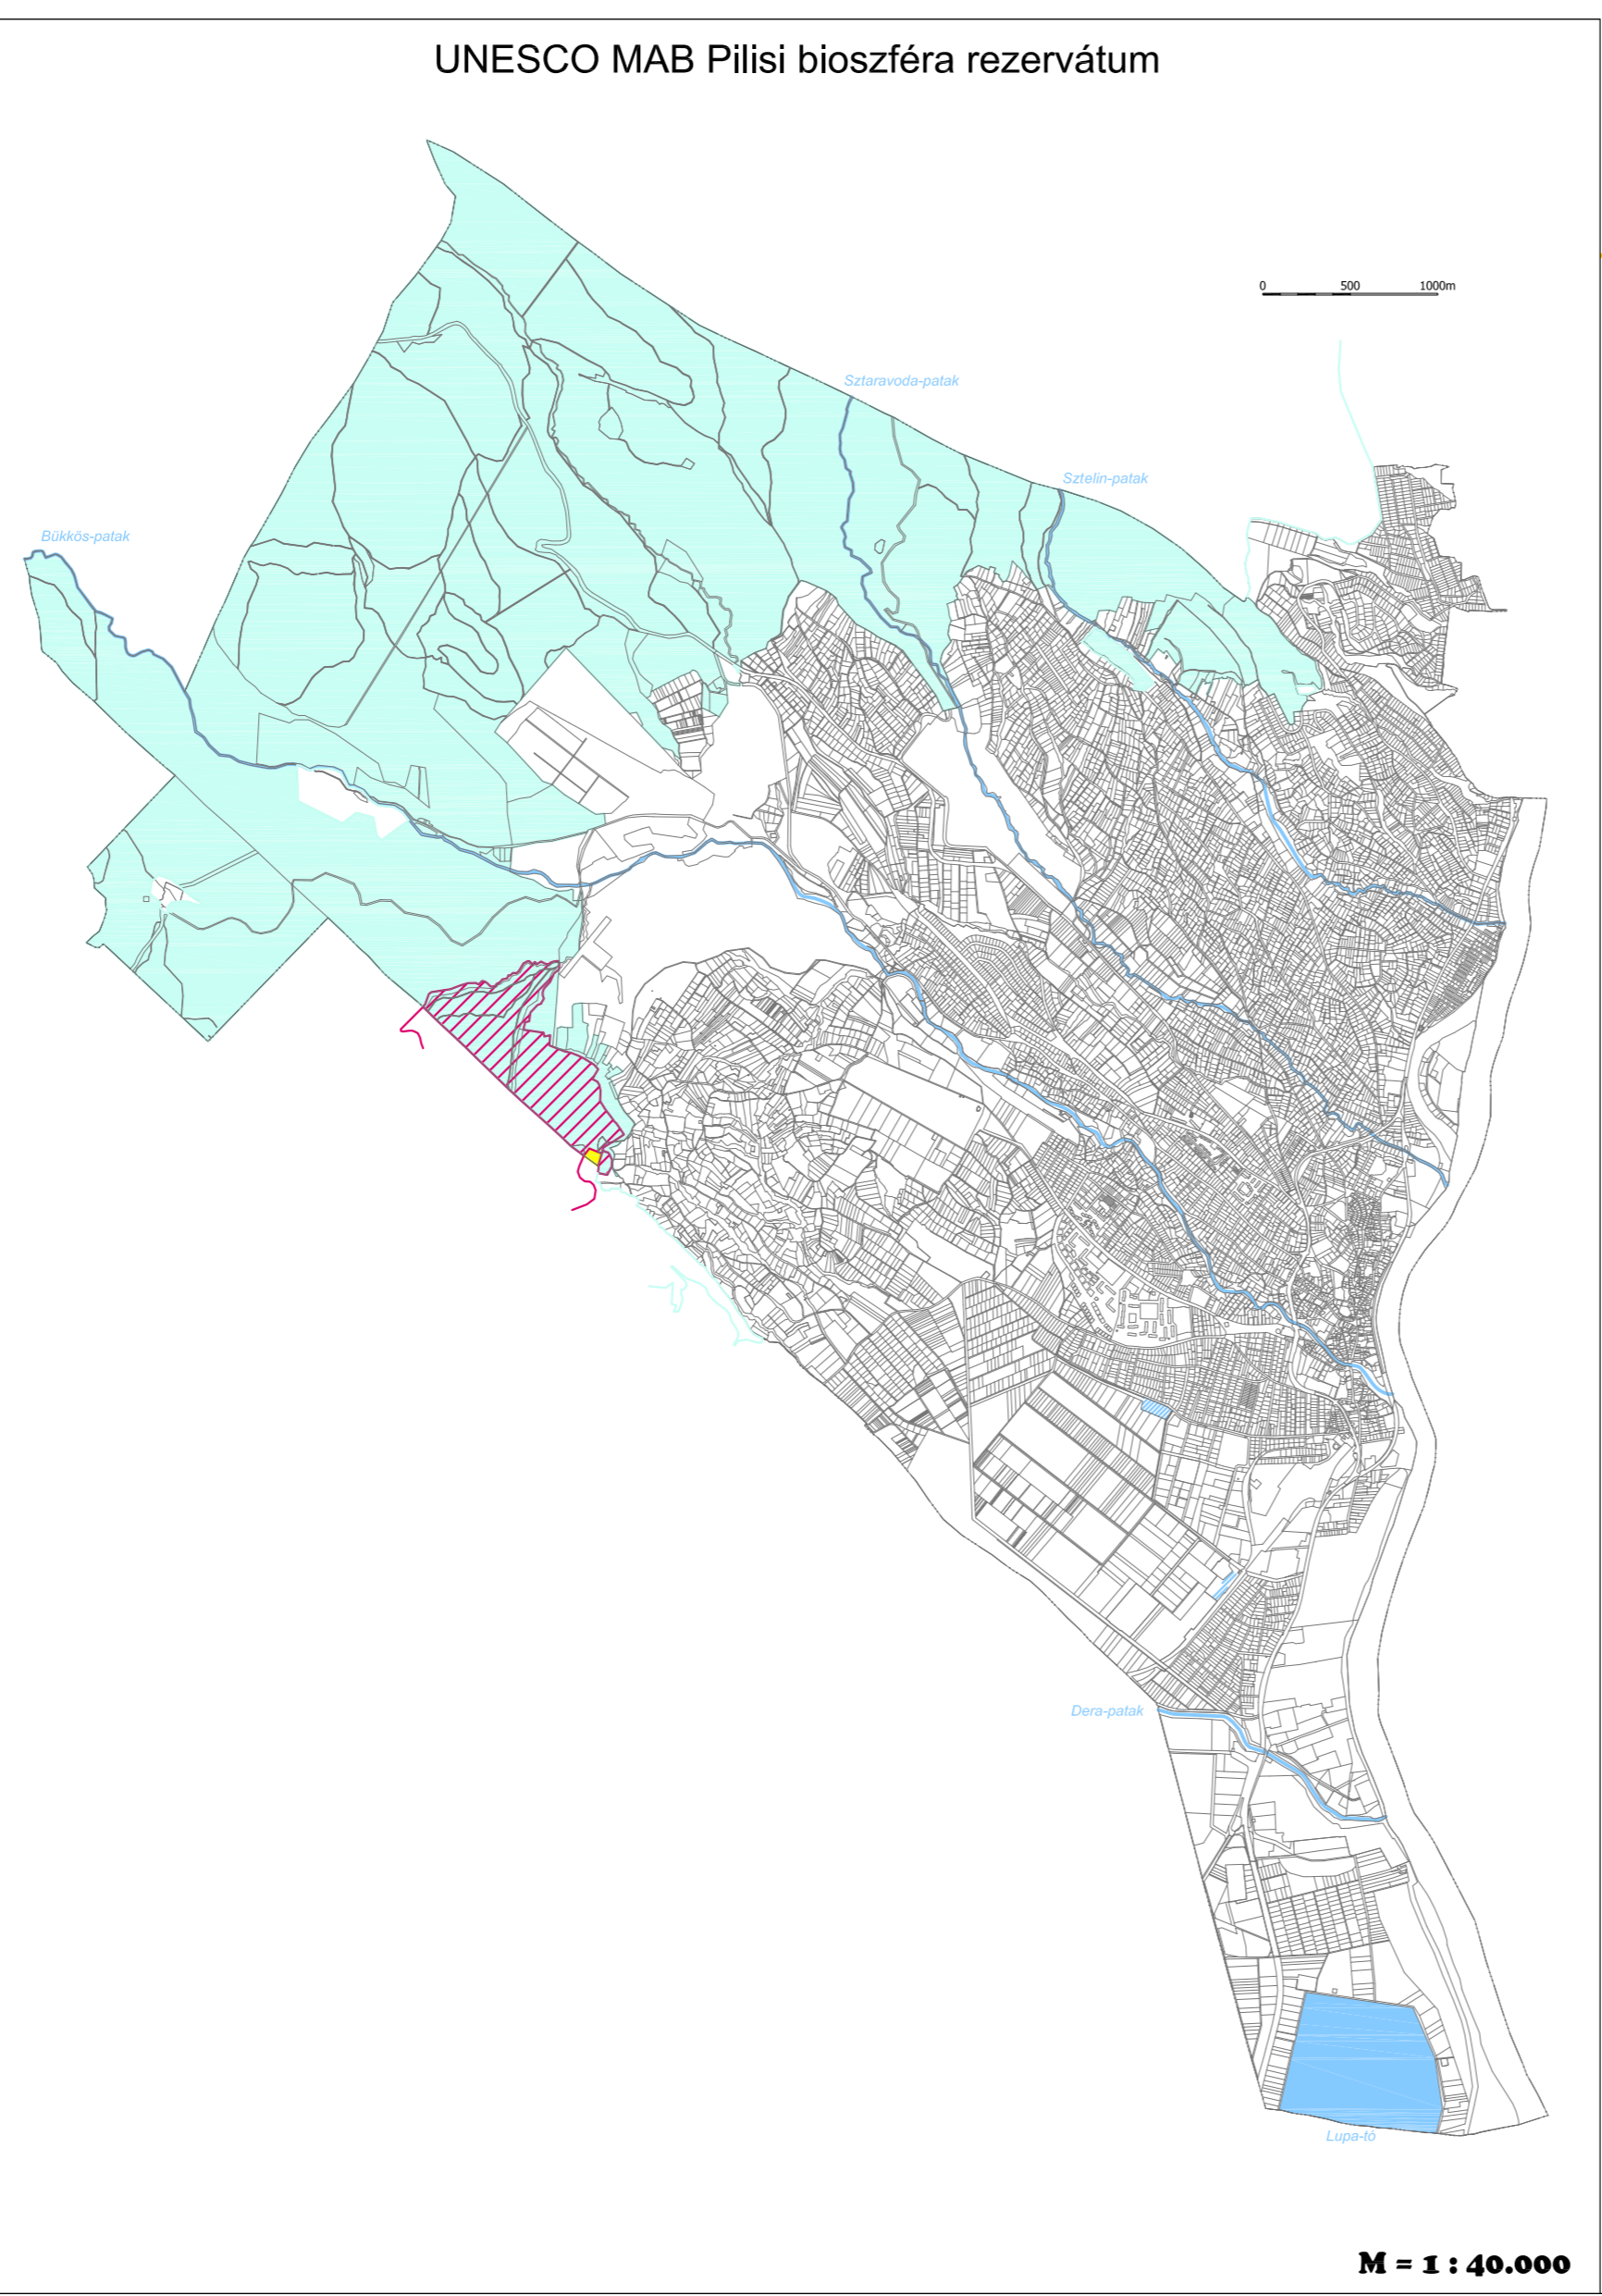 UNESCO MAB Pilisi bioszféra rezervátum
0 500 1000m
Sztaravoda-patak
Sztelin-patak
Bükkös-patak
Dera-patak
Lupa-tó
M = 1 : 40.000